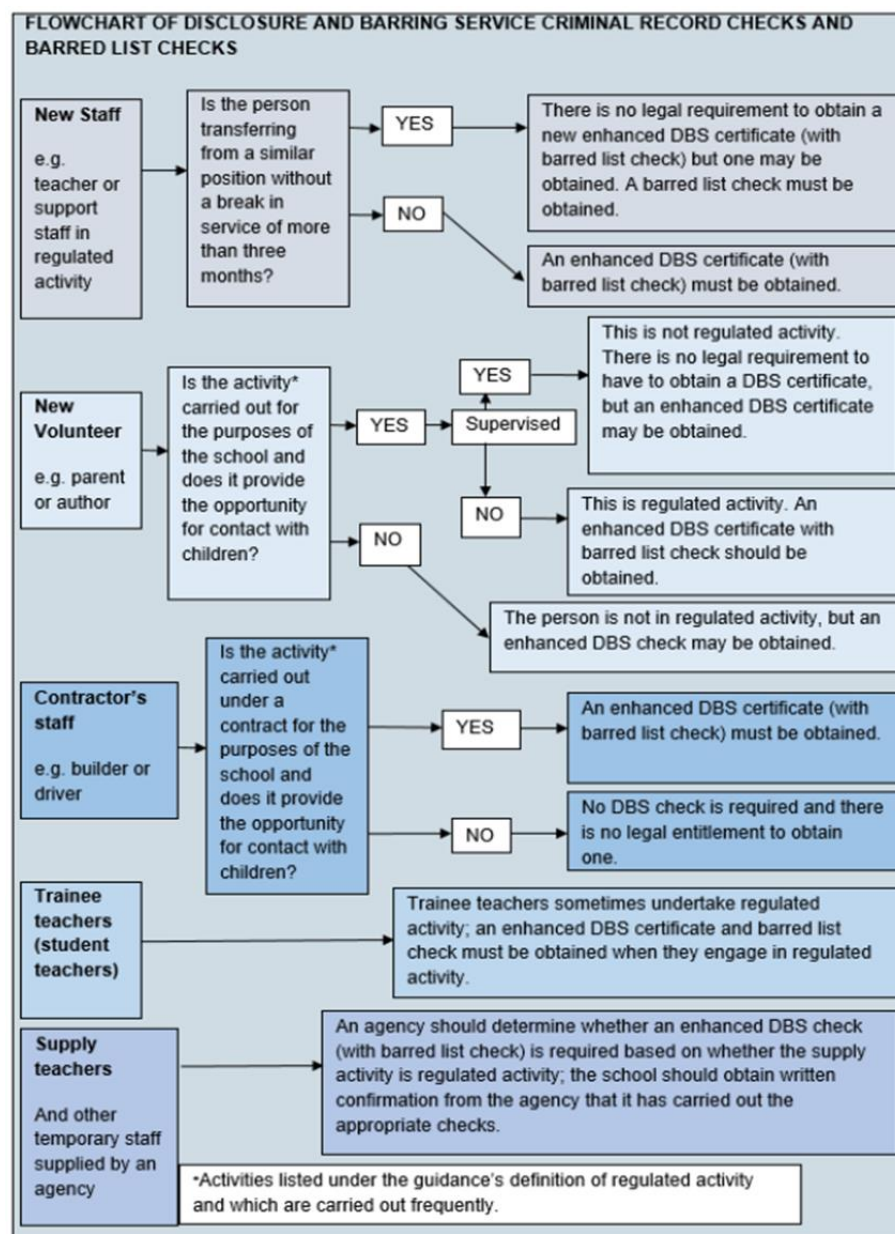 FLOWCHART OF DISCLOSURE AND BARRING SERVICE CRIMINAL RECORD CHECKS AND
BARRED LIST CHECKS
New Staff
e.g.
teacher or
support
staff in
regulated
activity
Is the person
transferring
from a similar
position without
a break in
service of more
than three
months?
YES
There is no legal requirement to obtain a
new enhanced DBS certificate (with
barred list check) but one may be
obtained. A barred list check must be
obtained.
NO
An enhanced DBS certificate (with
barred list check) must be obtained.
New
Volunteer
e.g. parent
or author
Is the activity*
carried out for
the purposes of
the school and
does it provide
the opportunity
for contact with
children?
YES
Supervised
YES
This is not regulated activity.
There is no legal requirement to
have to obtain a DBS certificate,
but an enhanced DBS certificate
may be obtained.
NO
This is regulated activity. An
enhanced DBS certificate with
barred list check should be
obtained.
NO
The person is not in regulated activity, but an
enhanced DBS check may be obtained.
Contractor's
staff
e.g. builder or
driver
Is the activity*
carried out
under a
contract for the
purposes of the
school and
does it provide
the opportunity
for contact with
children?
YES
An enhanced DBS certificate (with
barred list check) must be obtained.
NO
No DBS check is required and there
is no legal entitlement to obtain
one.
Trainee
teachers
(student
teachers)
Trainee teachers sometimes undertake regulated
activity; an enhanced DBS certificate and barred list
check must be obtained when they engage in regulated
activity.
Supply
teachers
And other
temporary staff
supplied by an
agency
An agency should determine whether an enhanced DBS check
(with barred list check) is required based on whether the supply
activity is regulated activity; the school should obtain written
confirmation from the agency that it has carried out the
appropriate checks.
*Activities listed under the guidance's definition of regulated activity
and which are carried out frequently.